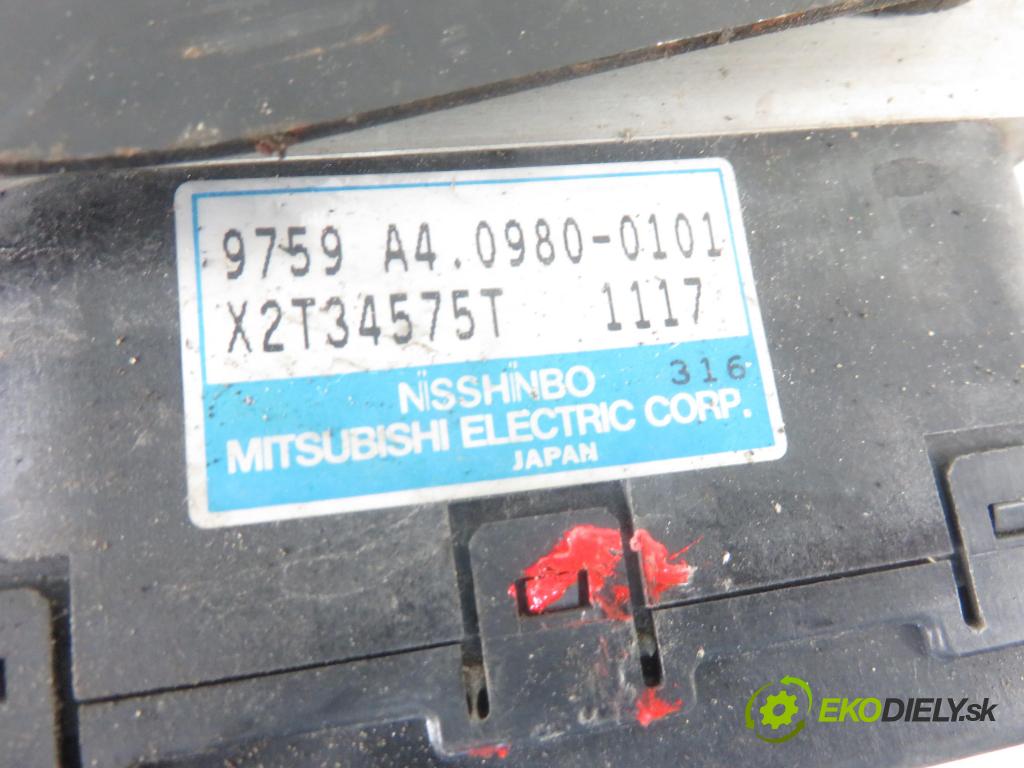 9759 A4.0980-0101
X2T34575T 1117
NISSHINBO 316
MITSUBISHI ELECTRIC CORP.
JAPAN
EKODIELY.sk